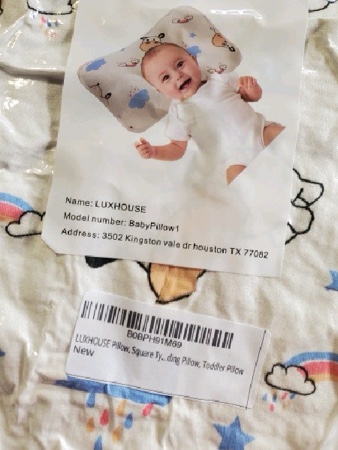 Name: LUXHOUSE
Model number: BabyPillow1
Address: 3502 Kingston vale dr houston TX 77082
B0BPH91M69
LUXHOUSE Pillow, Square Ty...ding Pillow, Toddler Pillow
New